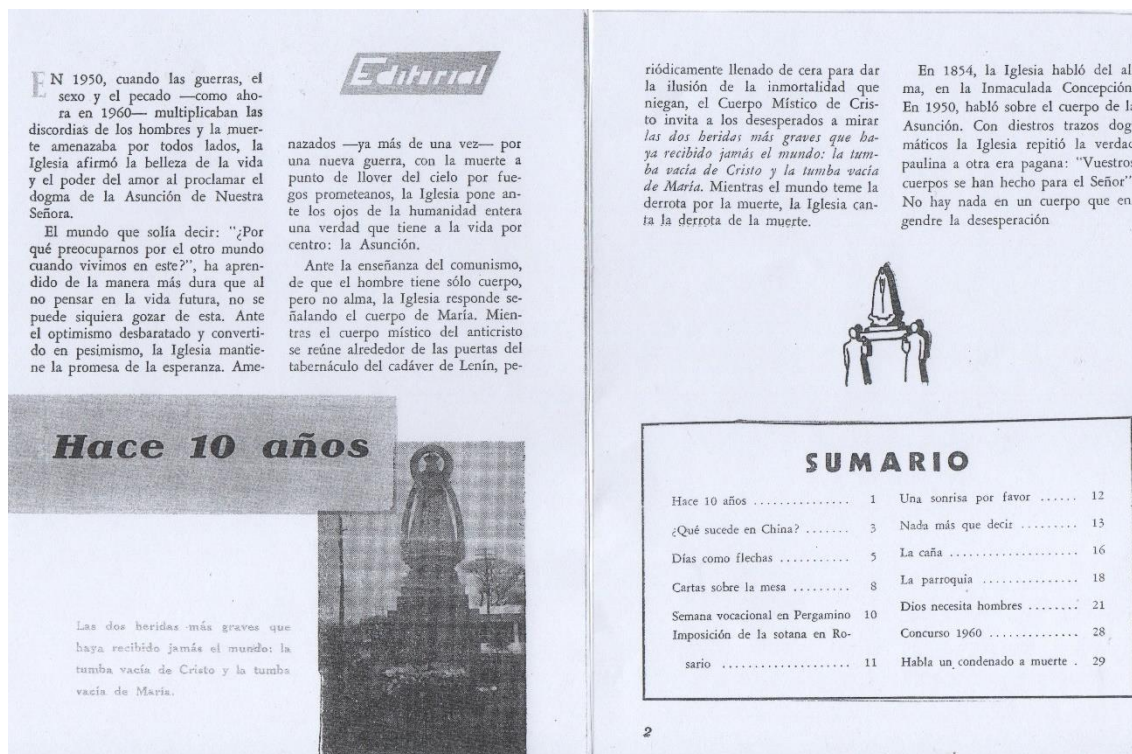 Editorial
EN 1950, cuando las guerras, el
sexo y el pecado —como aho-
ra en 1960— multiplicaban las
discordias de los hombres y la muer-
te amenazaba por todos lados, la
Iglesia afirmó la belleza de la vida
y el poder del amor al proclamar el
dogma de la Asunción de Nuestra
Señora.
El mundo que solía decir: "¿Por
qué preocuparnos por el otro mundo
cuando vivimos en este?", ha apren-
dido de la manera más dura que al
no pensar en la vida futura, no se
puede siquiera gozar de esta. Ante
el optimismo desbaratado y converti-
do en pesimismo, la Iglesia mantie-
ne la promesa de la esperanza. Ame-
nazados —ya más de una vez— por
una nueva guerra, con la muerte a
punto de llover del cielo por fue-
gos prometeanos, la Iglesia pone an-
te los ojos de la humanidad entera
una verdad que tiene a la vida por
centro: la Asunción.
Ante la enseñanza del comunismo,
de que el hombre tiene sólo cuerpo,
pero no alma, la Iglesia responde se-
ñalando el cuerpo de María. Mien-
tras el cuerpo místico del anticristo
se reúne alrededor de las puertas del
tabernáculo del cadáver de Lenín, pe-
Hace 10 años
Las dos heridas más graves que
haya recibido jamás el mundo: la
tumba vacía de Cristo y la tumba
vacía de María.
riódicamente llenado de cera para dar
la ilusión de la inmortalidad que
niegan, el Cuerpo Místico de Cris-
to invita a los desesperados a mirar
las dos heridas más graves que ha-
ya recibido jamás el mundo: la tum-
ba vacía de Cristo y la tumba vacía
de María. Mientras el mundo teme la
derrota por la muerte, la Iglesia can-
ta la derrota de la muerte.
En 1854, la Iglesia habló del al
ma, en la Inmaculada Concepción
En 1950, habló sobre el cuerpo de la
Asunción. Con diestros trazos dog
máticos la Iglesia repitió la verdad
paulina a otra era pagana: "Vuestros
cuerpos se han hecho para el Señor"
No hay nada en un cuerpo que en
gendre la desesperación
SUMARIO
Hace 10 años ............... 1
¿Qué sucede en China? ....... 3
Días como flechas .......... 5
Cartas sobre la mesa ......... 8
Semana vocacional en Pergamino 10
Imposición de la sotana en Ro-
sario ................... 11
Una sonrisa por favor ...... 12
Nada más que decir ......... 13
La caña .................... 16
La parroquia ............... 18
Dios necesita hombres ........ 21
Concurso 1960 .............. 28
Habla un condenado a muerte . 29
2